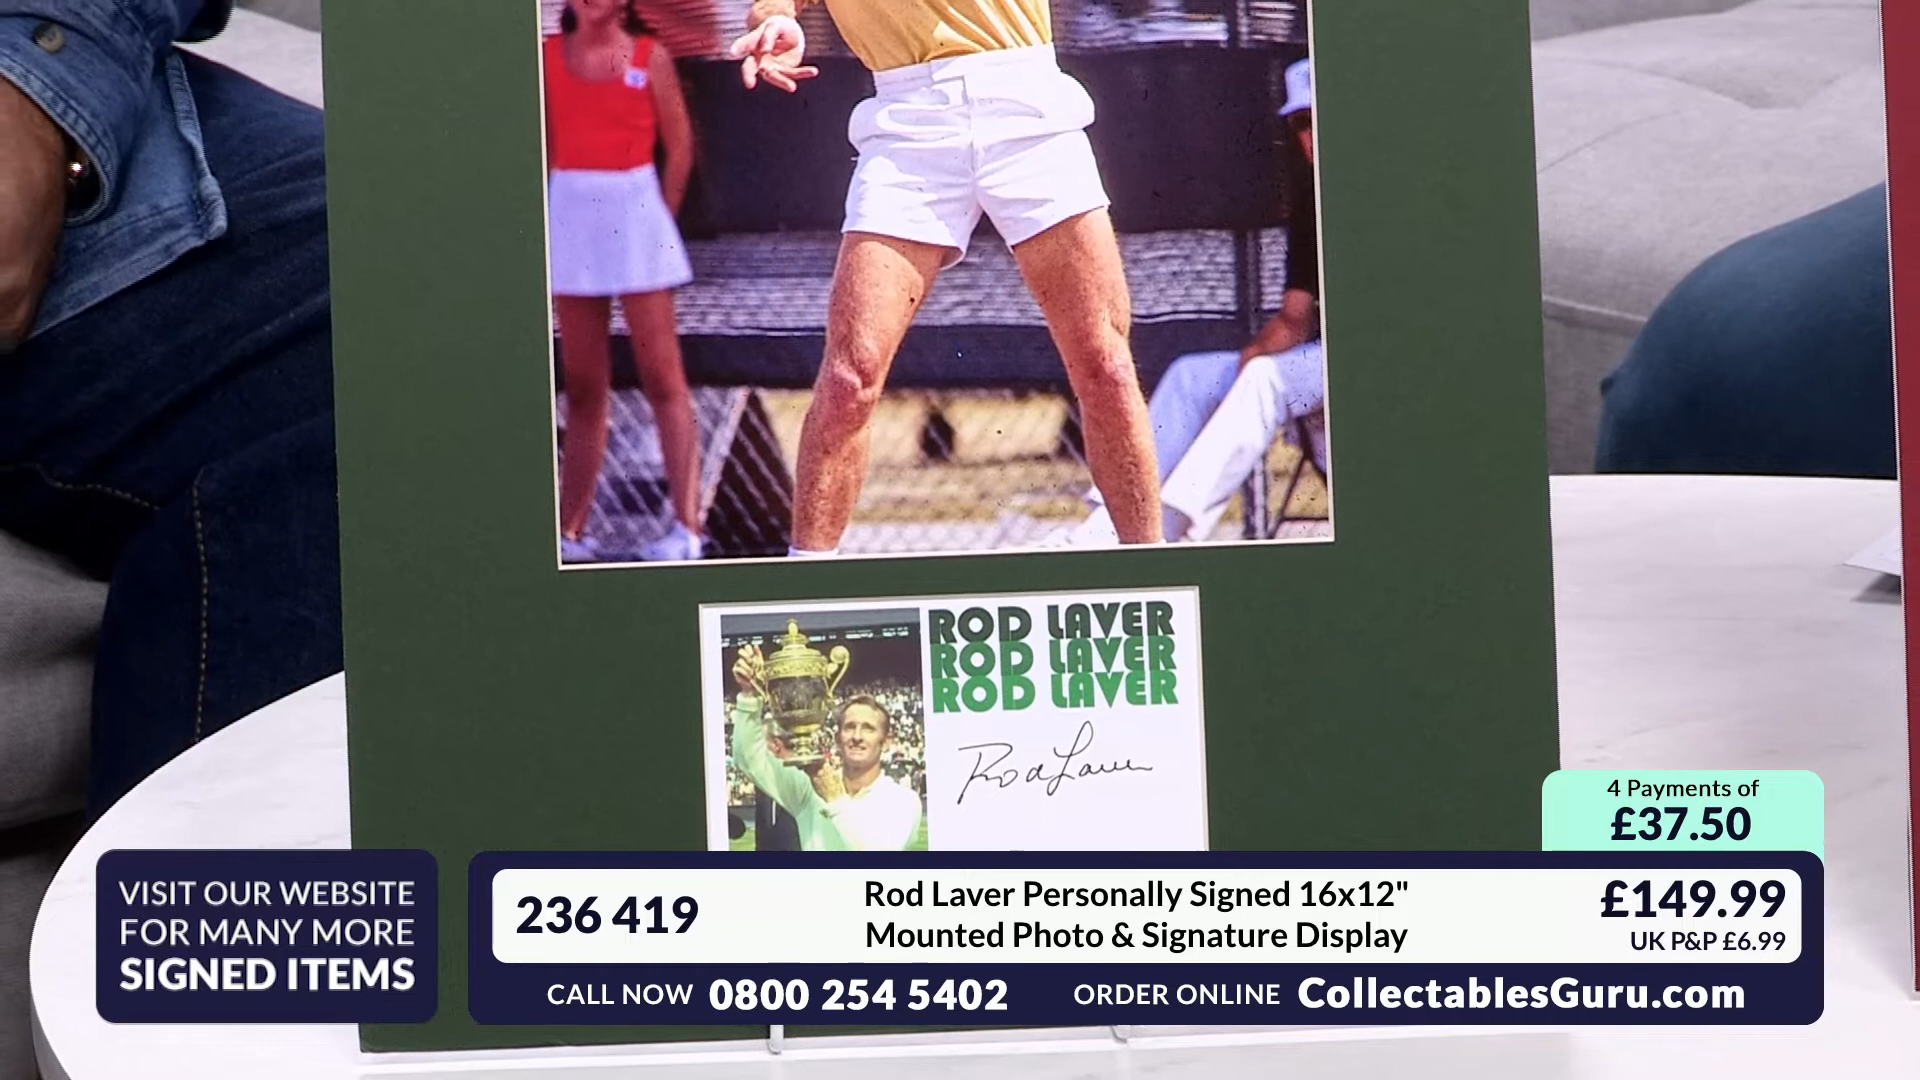 ROD LAVER
ROD LAVER
ROD LAVER
Rod Laver
4 Payments of
£37.50
VISIT OUR WEBSITE
FOR MANY MORE
SIGNED ITEMS
236 419
Rod Laver Personally Signed 16x12"
Mounted Photo & Signature Display
£149.99
UK P&P £6.99
CALL NOW 0800 254 5402
ORDER ONLINE CollectablesGuru.com